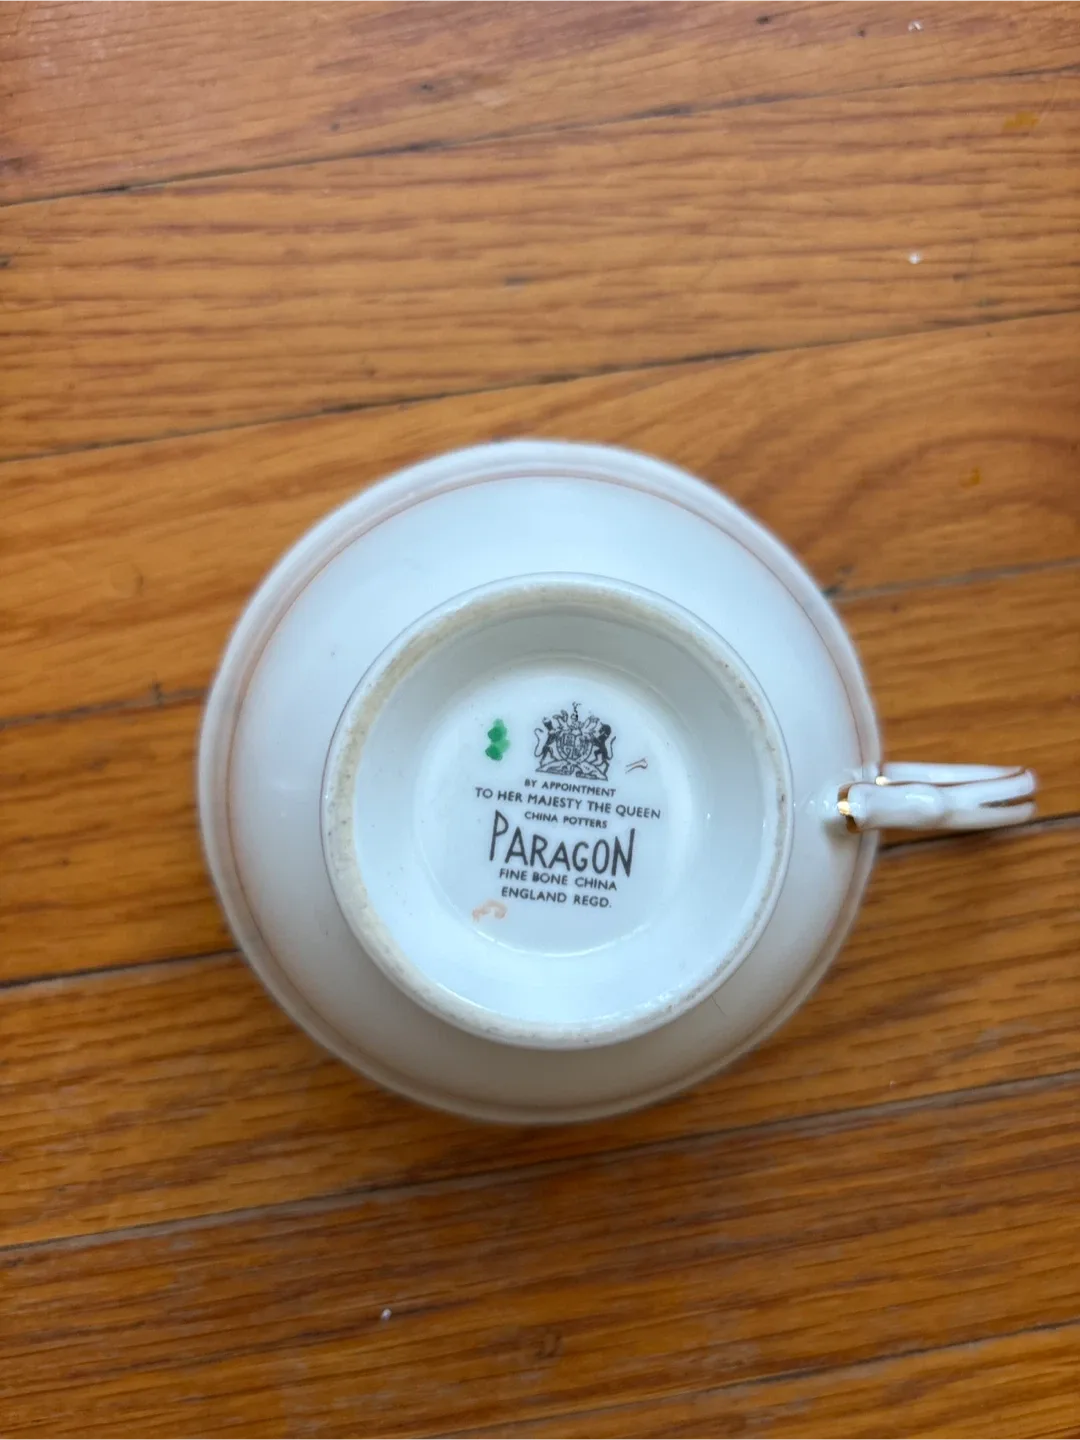 BY APPOINTMENT
TO HER MAJESTY THE QUEEN
CHINA POTTERS
PARAGON
FINE BONE CHINA
ENGLAND REGD.